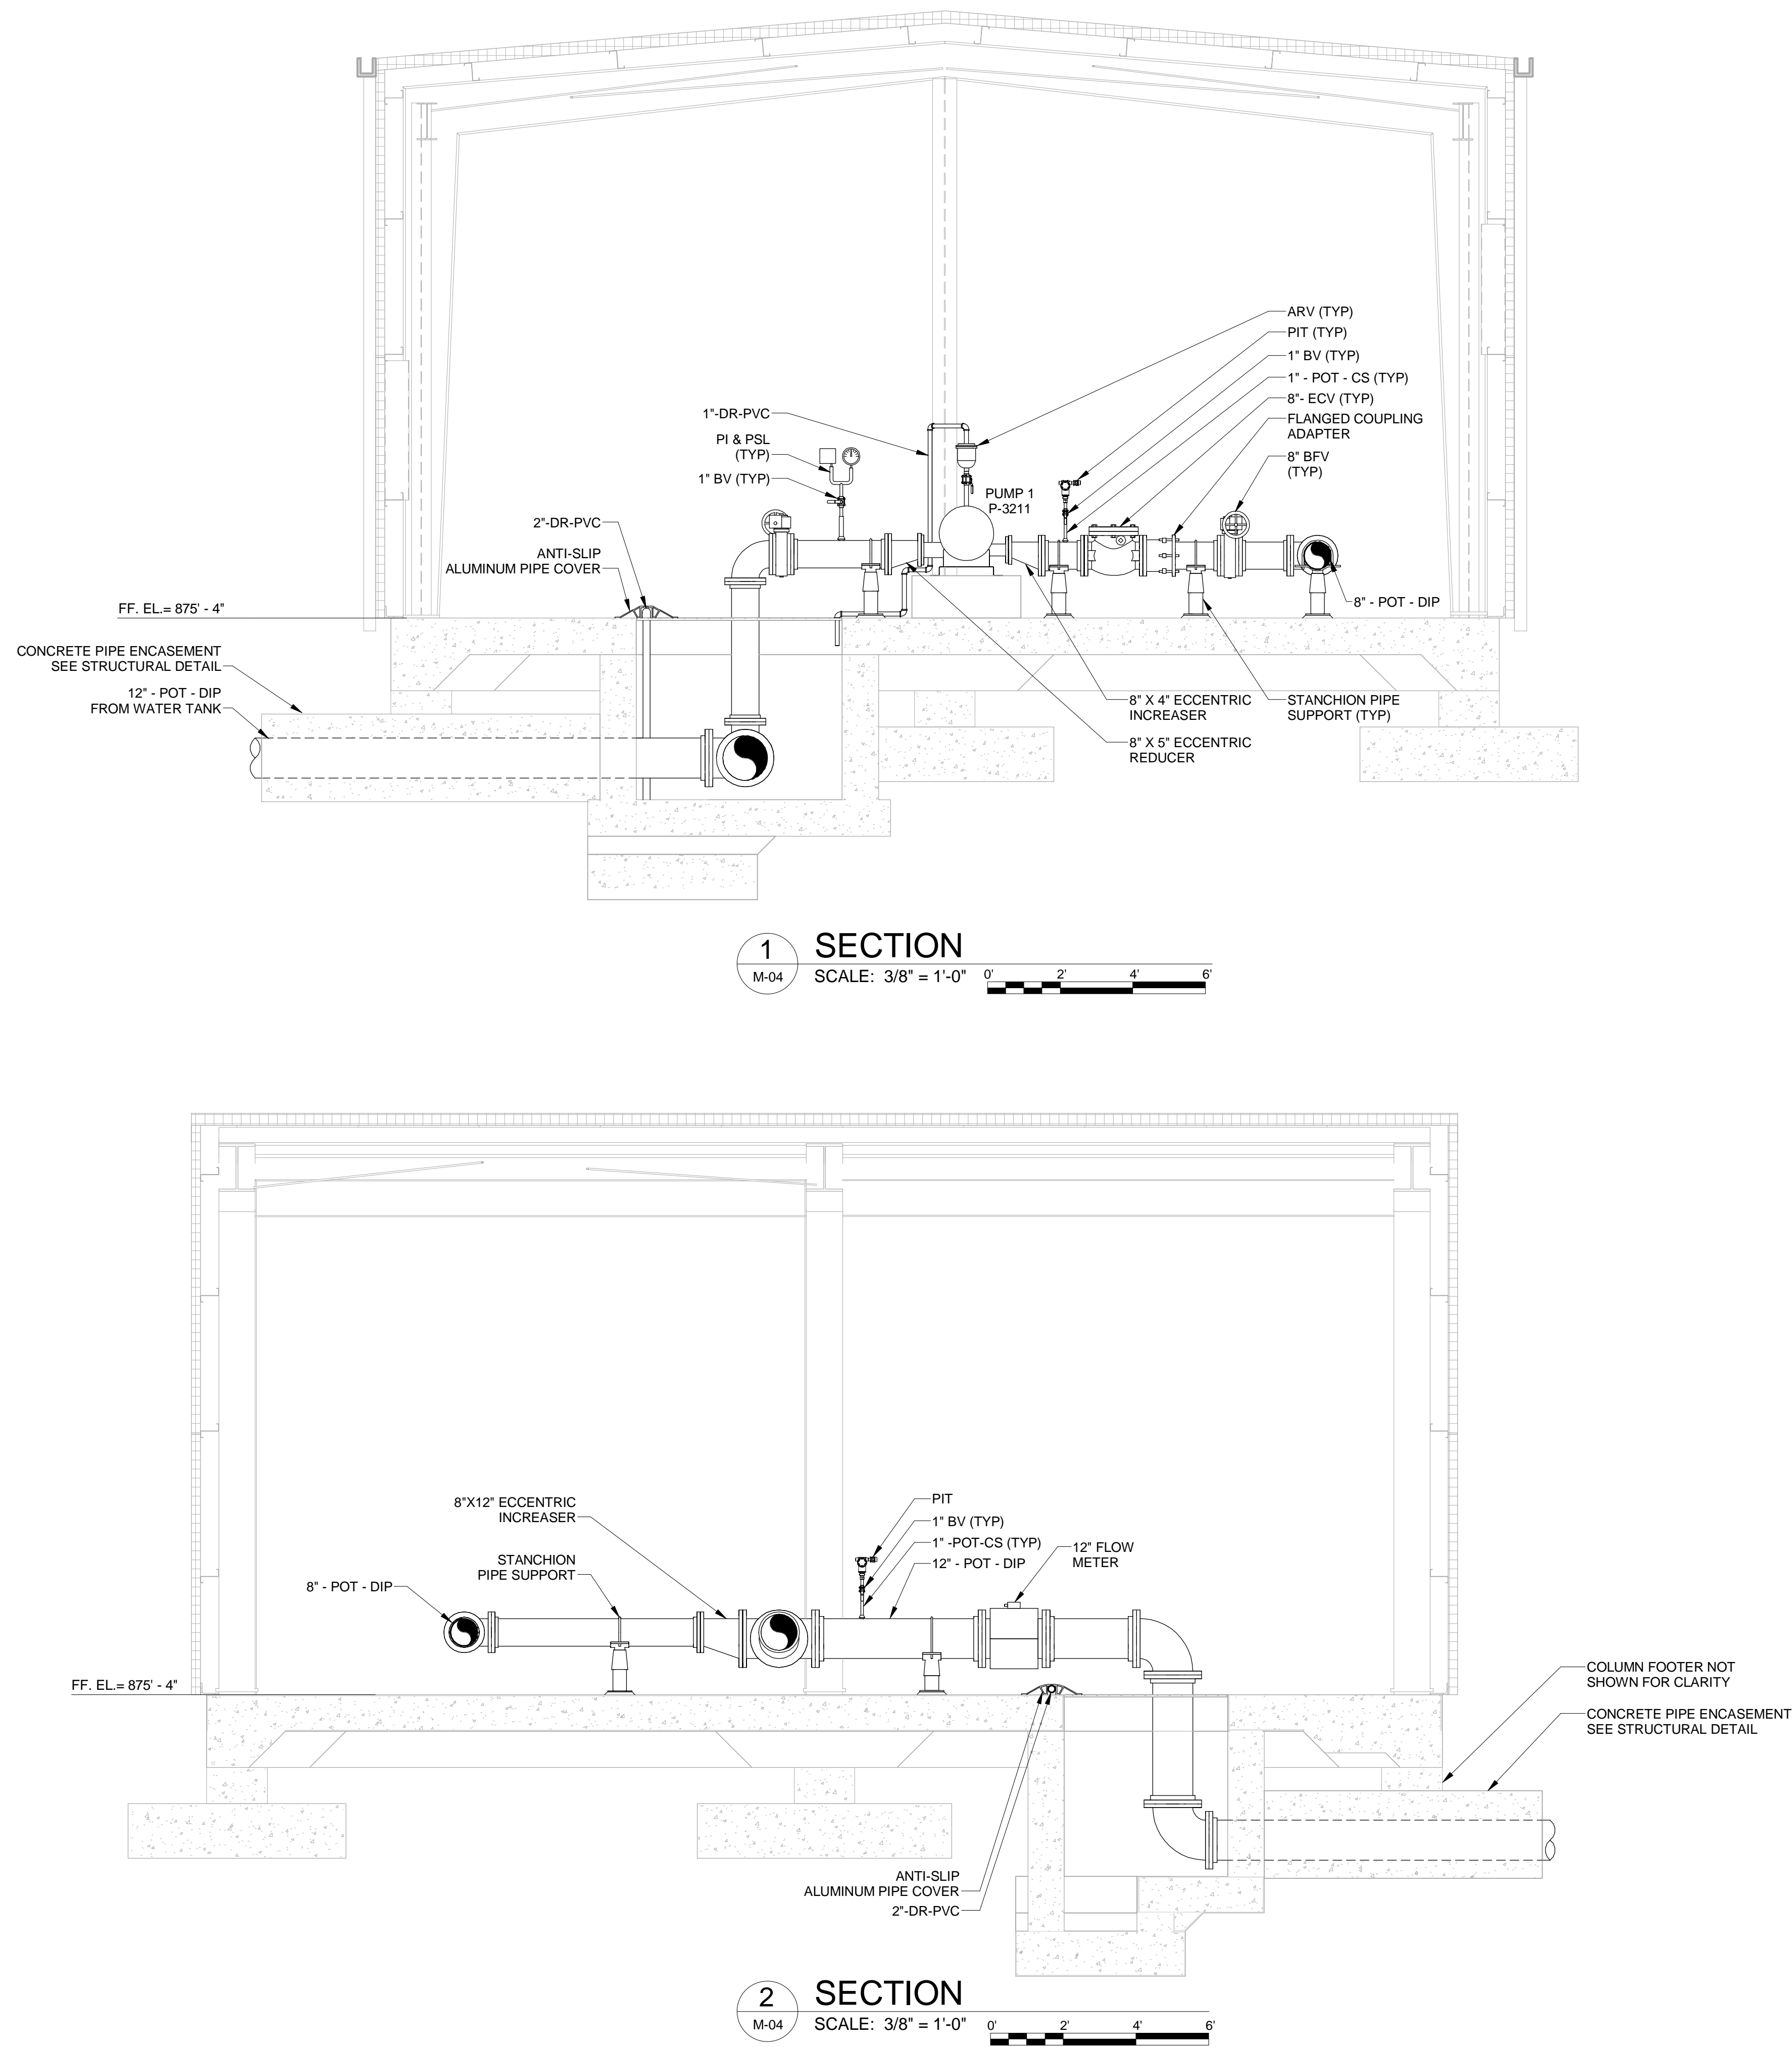 ARV (TYP)
PIT (TYP)
1" BV (TYP)
1" - POT - CS (TYP)
8"- ECV (TYP)
FLANGED COUPLING
ADAPTER
8" BFV
(TYP)
1"-DR-PVC
PI & PSL
(TYP)
1" BV (TYP)
PUMP 1
P-3211
2"-DR-PVC
ANTI-SLIP
ALUMINUM PIPE COVER
8" - POT - DIP
FF. EL.= 875' - 4"
CONCRETE PIPE ENCASEMENT
SEE STRUCTURAL DETAIL
12" - POT - DIP
FROM WATER TANK
8" X 4" ECCENTRIC
INCREASER
STANCHION PIPE
SUPPORT (TYP)
8" X 5" ECCENTRIC
REDUCER
1
M-04
SECTION
SCALE: 3/8" = 1'-0"
0' 2' 4' 6'
8"X12" ECCENTRIC
INCREASER
PIT
1" BV (TYP)
1" -POT-CS (TYP)
12" - POT - DIP
12" FLOW
METER
STANCHION
PIPE SUPPORT
8" - POT - DIP
FF. EL.= 875' - 4"
COLUMN FOOTER NOT
SHOWN FOR CLARITY
CONCRETE PIPE ENCASEMENT
SEE STRUCTURAL DETAIL
ANTI-SLIP
ALUMINUM PIPE COVER
2"-DR-PVC
2
M-04
SECTION
SCALE: 3/8" = 1'-0"
0' 2' 4' 6'